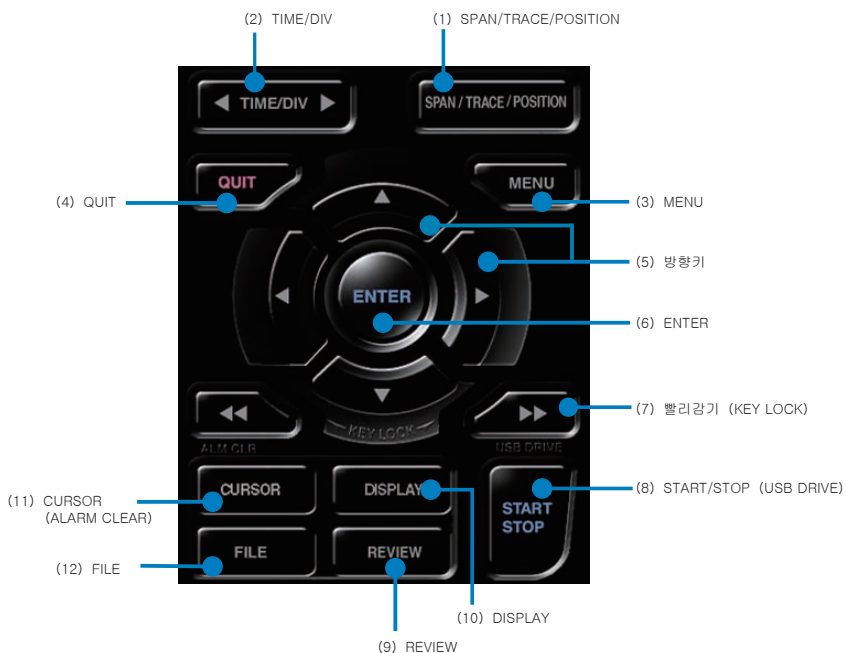 (2) TIME/DIV
(1) SPAN/TRACE/POSITION
◀ TIME/DIV ▶
SPAN / TRACE / POSITION
QUIT
MENU
(4) QUIT
(3) MENU
(5) 방향키
ENTER
(6) ENTER
(7) 빨리감기 (KEY LOCK)
KEY LOCK
ALM CLR
USB DRIVE
CURSOR
DISPLAY
START
STOP
(8) START/STOP (USB DRIVE)
(11) CURSOR
(ALARM CLEAR)
FILE
REVIEW
(12) FILE
(10) DISPLAY
(9) REVIEW